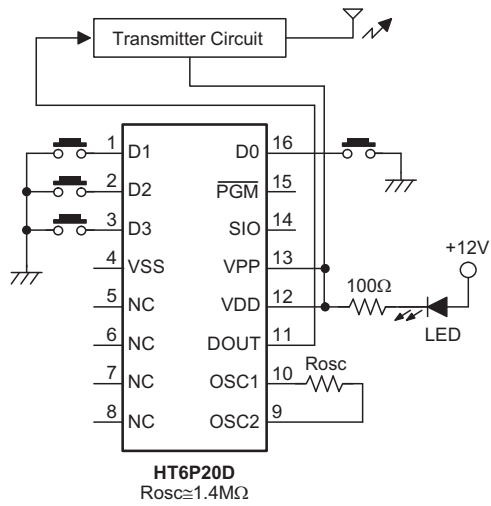 Transmitter Circuit
1 D1
2 D2
3 D3
4 VSS
5 NC
6 NC
7 NC
8 NC
D0 16
PGM 15
SIO 14
VPP 13
VDD 12
DOUT 11
OSC1 10
OSC2 9
100Ω
+12V
LED
Rosc
HT6P20D
Rosc≅1.4MΩ